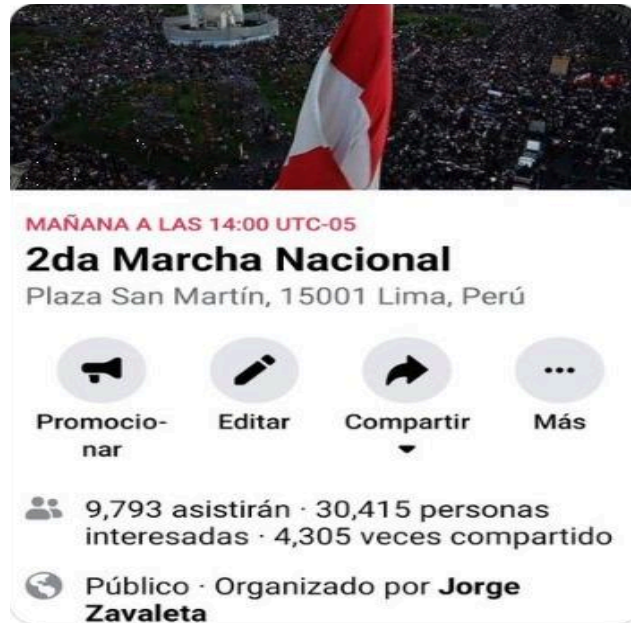 MAÑANA A LAS 14:00 UTC-05
2da Marcha Nacional
Plaza San Martín, 15001 Lima, Perú
Promocio-
nar
Editar
Compartir
Más
9,793 asistirán · 30,415 personas
interesadas · 4,305 veces compartido
Público · Organizado por Jorge
Zavaleta